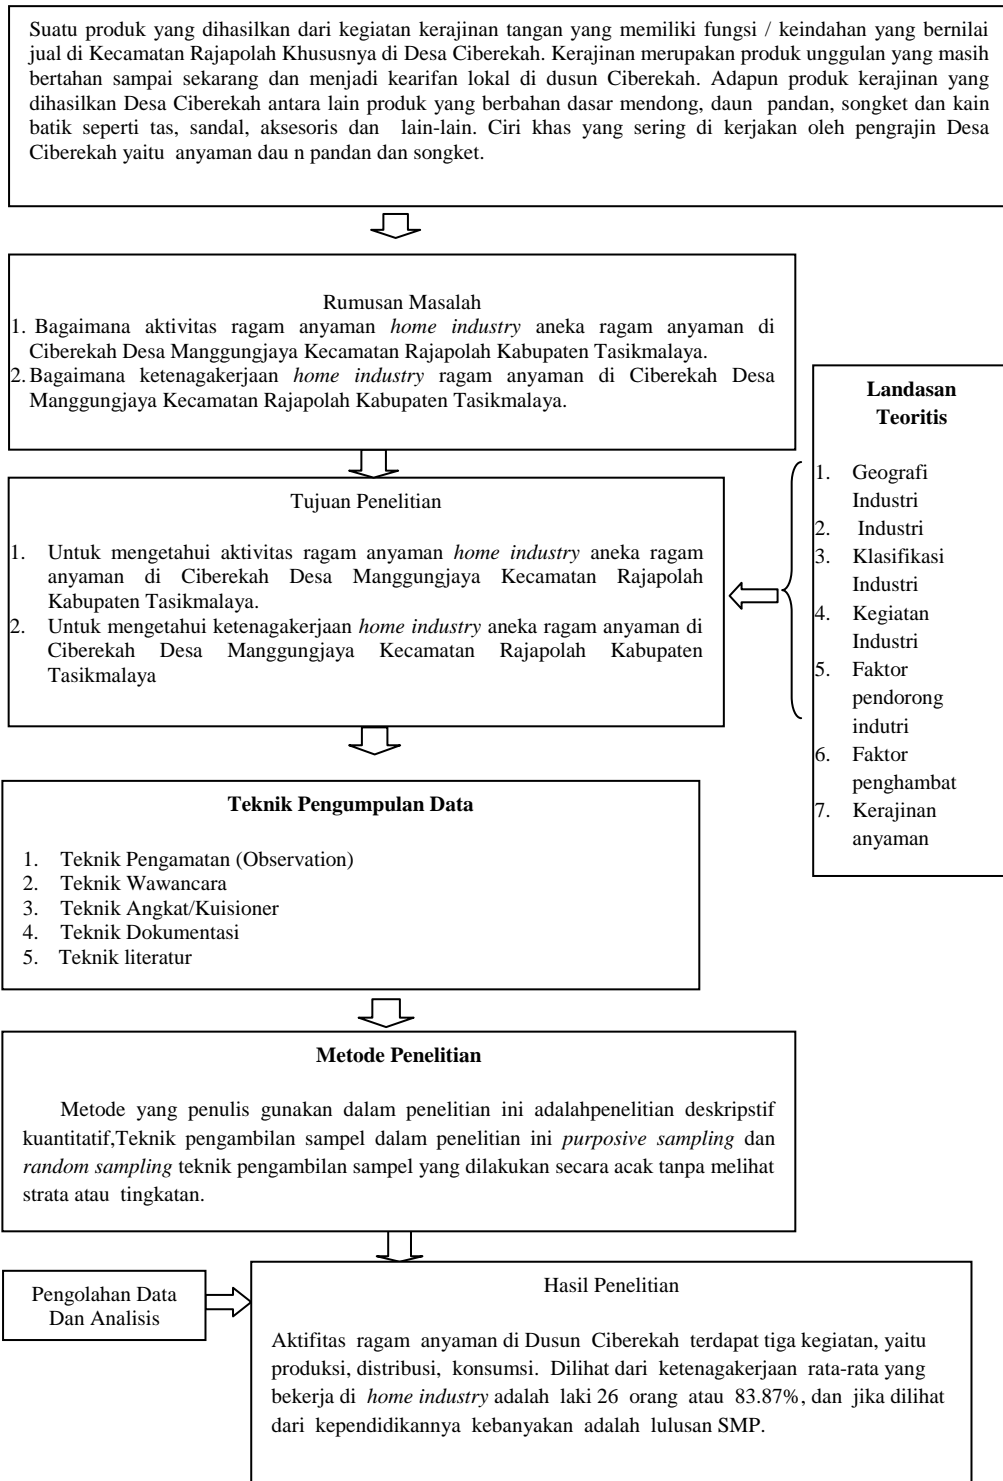 Suatu produk yang dihasilkan dari kegiatan kerajinan tangan yang memiliki fungsi / keindahan yang bernilai
jual di Kecamatan Rajapolah Khususnya di Desa Ciberekah. Kerajinan merupakan produk unggulan yang masih
bertahan sampai sekarang dan menjadi kearifan lokal di dusun Ciberekah. Adapun produk kerajinan yang
dihasilkan Desa Ciberekah antara lain produk yang berbahan dasar mendong, daun pandan, songket dan kain
batik seperti tas, sandal, aksesoris dan lain-lain. Ciri khas yang sering di kerjakan oleh pengrajin Desa
Ciberekah yaitu anyaman dau n pandan dan songket.
Rumusan Masalah
1. Bagaimana aktivitas ragam anyaman home industry aneka ragam anyaman di
Ciberekah Desa Manggungjaya Kecamatan Rajapolah Kabupaten Tasikmalaya.
2. Bagaimana ketenagakerjaan home industry ragam anyaman di Ciberekah Desa
Manggungjaya Kecamatan Rajapolah Kabupaten Tasikmalaya.
Landasan
Teoritis
1. Geografi
Industri
2. Industri
3. Klasifikasi
Industri
4. Kegiatan
Industri
5. Faktor
pendorong
indutri
6. Faktor
penghambat
7. Kerajinan
anyaman
Tujuan Penelitian
1. Untuk mengetahui aktivitas ragam anyaman home industry aneka ragam
anyaman di Ciberekah Desa Manggungjaya Kecamatan Rajapolah
Kabupaten Tasikmalaya.
2. Untuk mengetahui ketenagakerjaan home industry aneka ragam anyaman di
Ciberekah Desa Manggungjaya Kecamatan Rajapolah Kabupaten
Tasikmalaya
Teknik Pengumpulan Data
1. Teknik Pengamatan (Observation)
2. Teknik Wawancara
3. Teknik Angkat/Kuisioner
4. Teknik Dokumentasi
5. Teknik literatur
Metode Penelitian
Metode yang penulis gunakan dalam penelitian ini adalahpenelitian deskripstif
kuantitatif,Teknik pengambilan sampel dalam penelitian ini purposive sampling dan
random sampling teknik pengambilan sampel yang dilakukan secara acak tanpa melihat
strata atau tingkatan.
Pengolahan Data
Dan Analisis
Hasil Penelitian
Aktifitas ragam anyaman di Dusun Ciberekah terdapat tiga kegiatan, yaitu
produksi, distribusi, konsumsi. Dilihat dari ketenagakerjaan rata-rata yang
bekerja di home industry adalah laki 26 orang atau 83.87%, dan jika dilihat
dari kependidikannya kebanyakan adalah lulusan SMP.